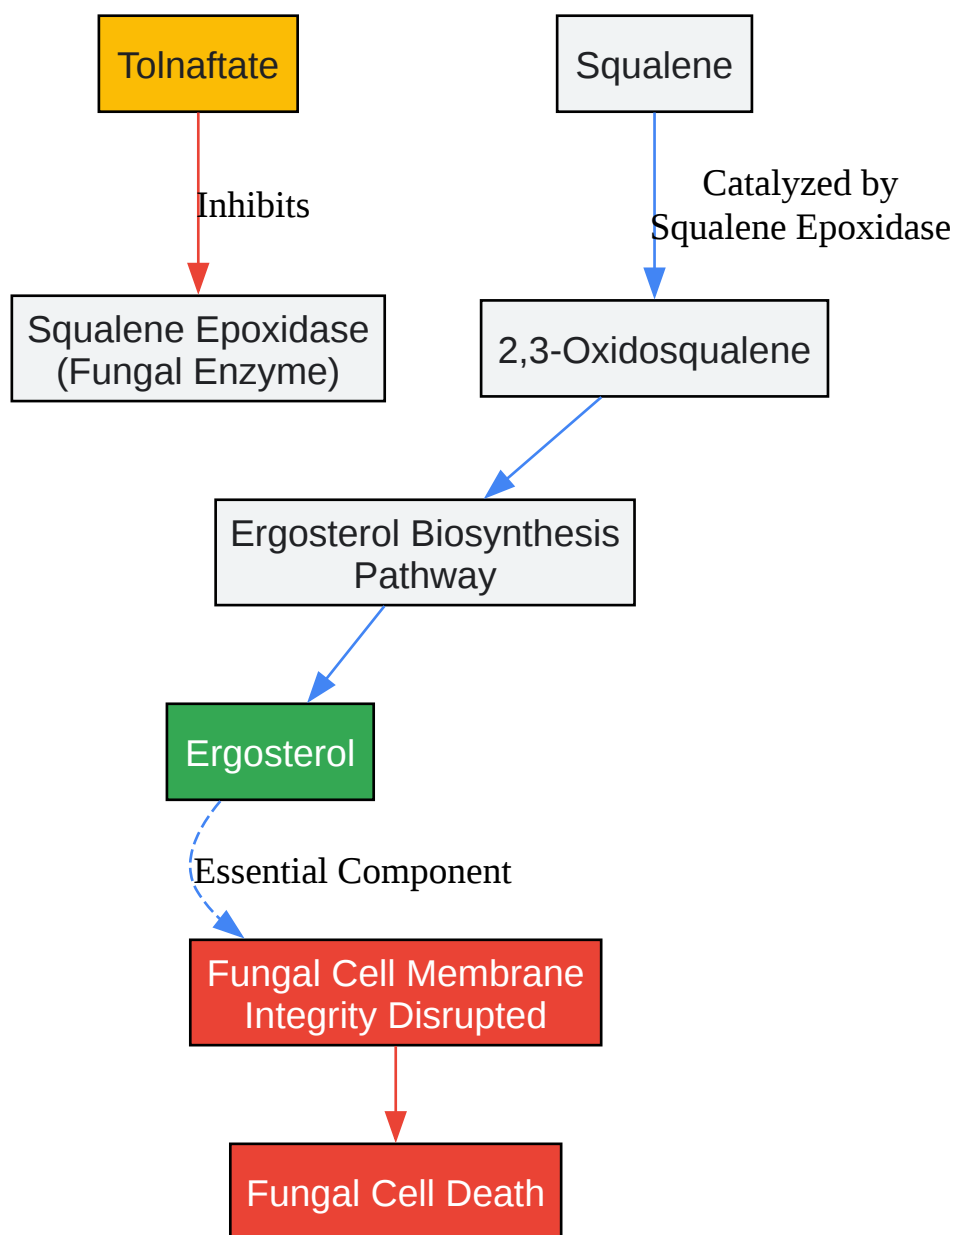 Tolnaftate
Squalene
Inhibits
Catalyzed by
Squalene Epoxidase
Squalene Epoxidase
(Fungal Enzyme)
2,3-Oxidosqualene
Ergosterol Biosynthesis
Pathway
Ergosterol
Essential Component
Fungal Cell Membrane
Integrity Disrupted
Fungal Cell Death